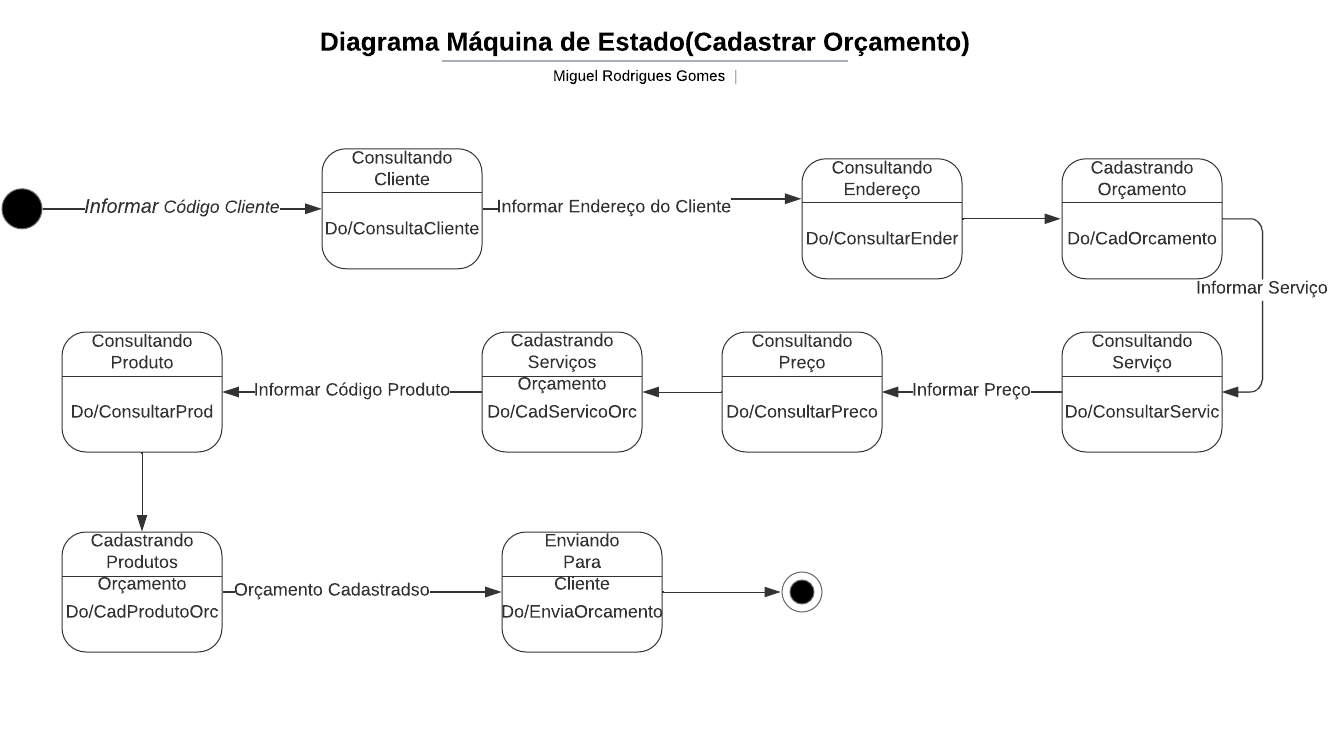 Diagrama Máquina de Estado(Cadastrar Orçamento)
Miguel Rodrigues Gomes |
Informar Código Cliente
Consultando
Cliente
Do/ConsultaCliente
Informar Endereço do Cliente
Consultando
Endereço
Do/ConsultarEnder
Cadastrando
Orçamento
Do/CadOrcamento
Informar Serviço
Consultando
Serviço
Do/ConsultarServic
Informar Preço
Consultando
Preço
Do/ConsultarPreco
Cadastrando
Serviços
Orçamento
Do/CadServicoOrc
Informar Código Produto
Consultando
Produto
Do/ConsultarProd
Cadastrando
Produtos
Orçamento
Do/CadProdutoOrc
Orçamento Cadastradso
Enviando
Para
Cliente
Do/EnviaOrcamento